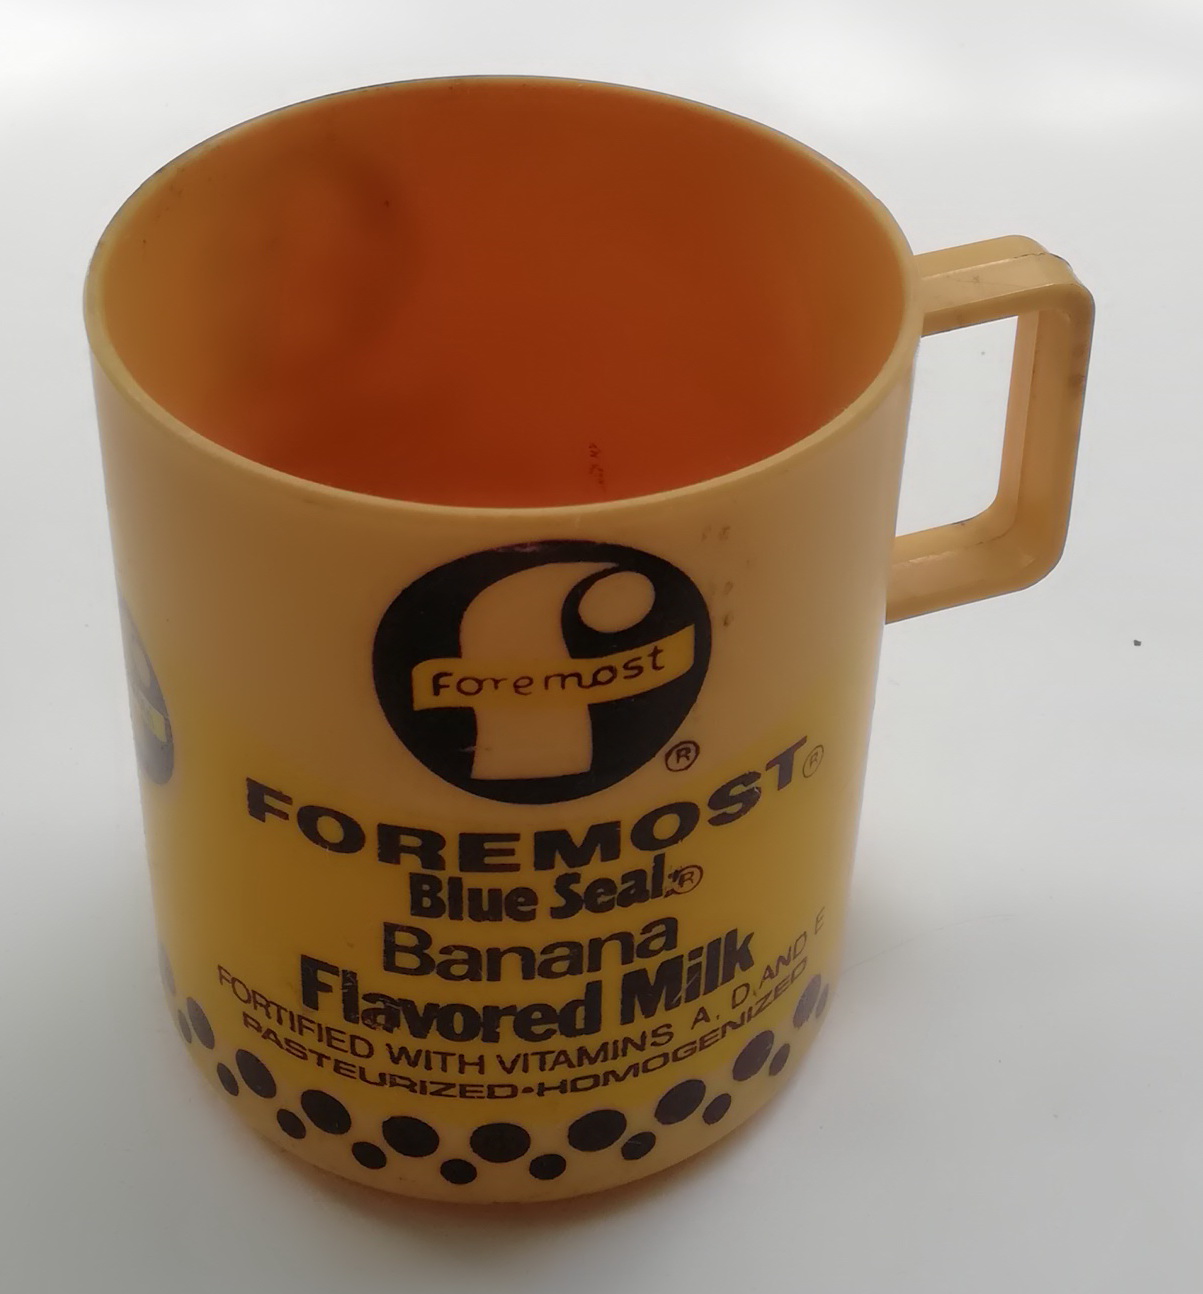 Foremost
®
FOREMOST®
Blue Seal®
Banana
Flavored Milk
FORTIFIED WITH VITAMINS A, D, AND E
PASTEURIZED•HOMOGENIZED